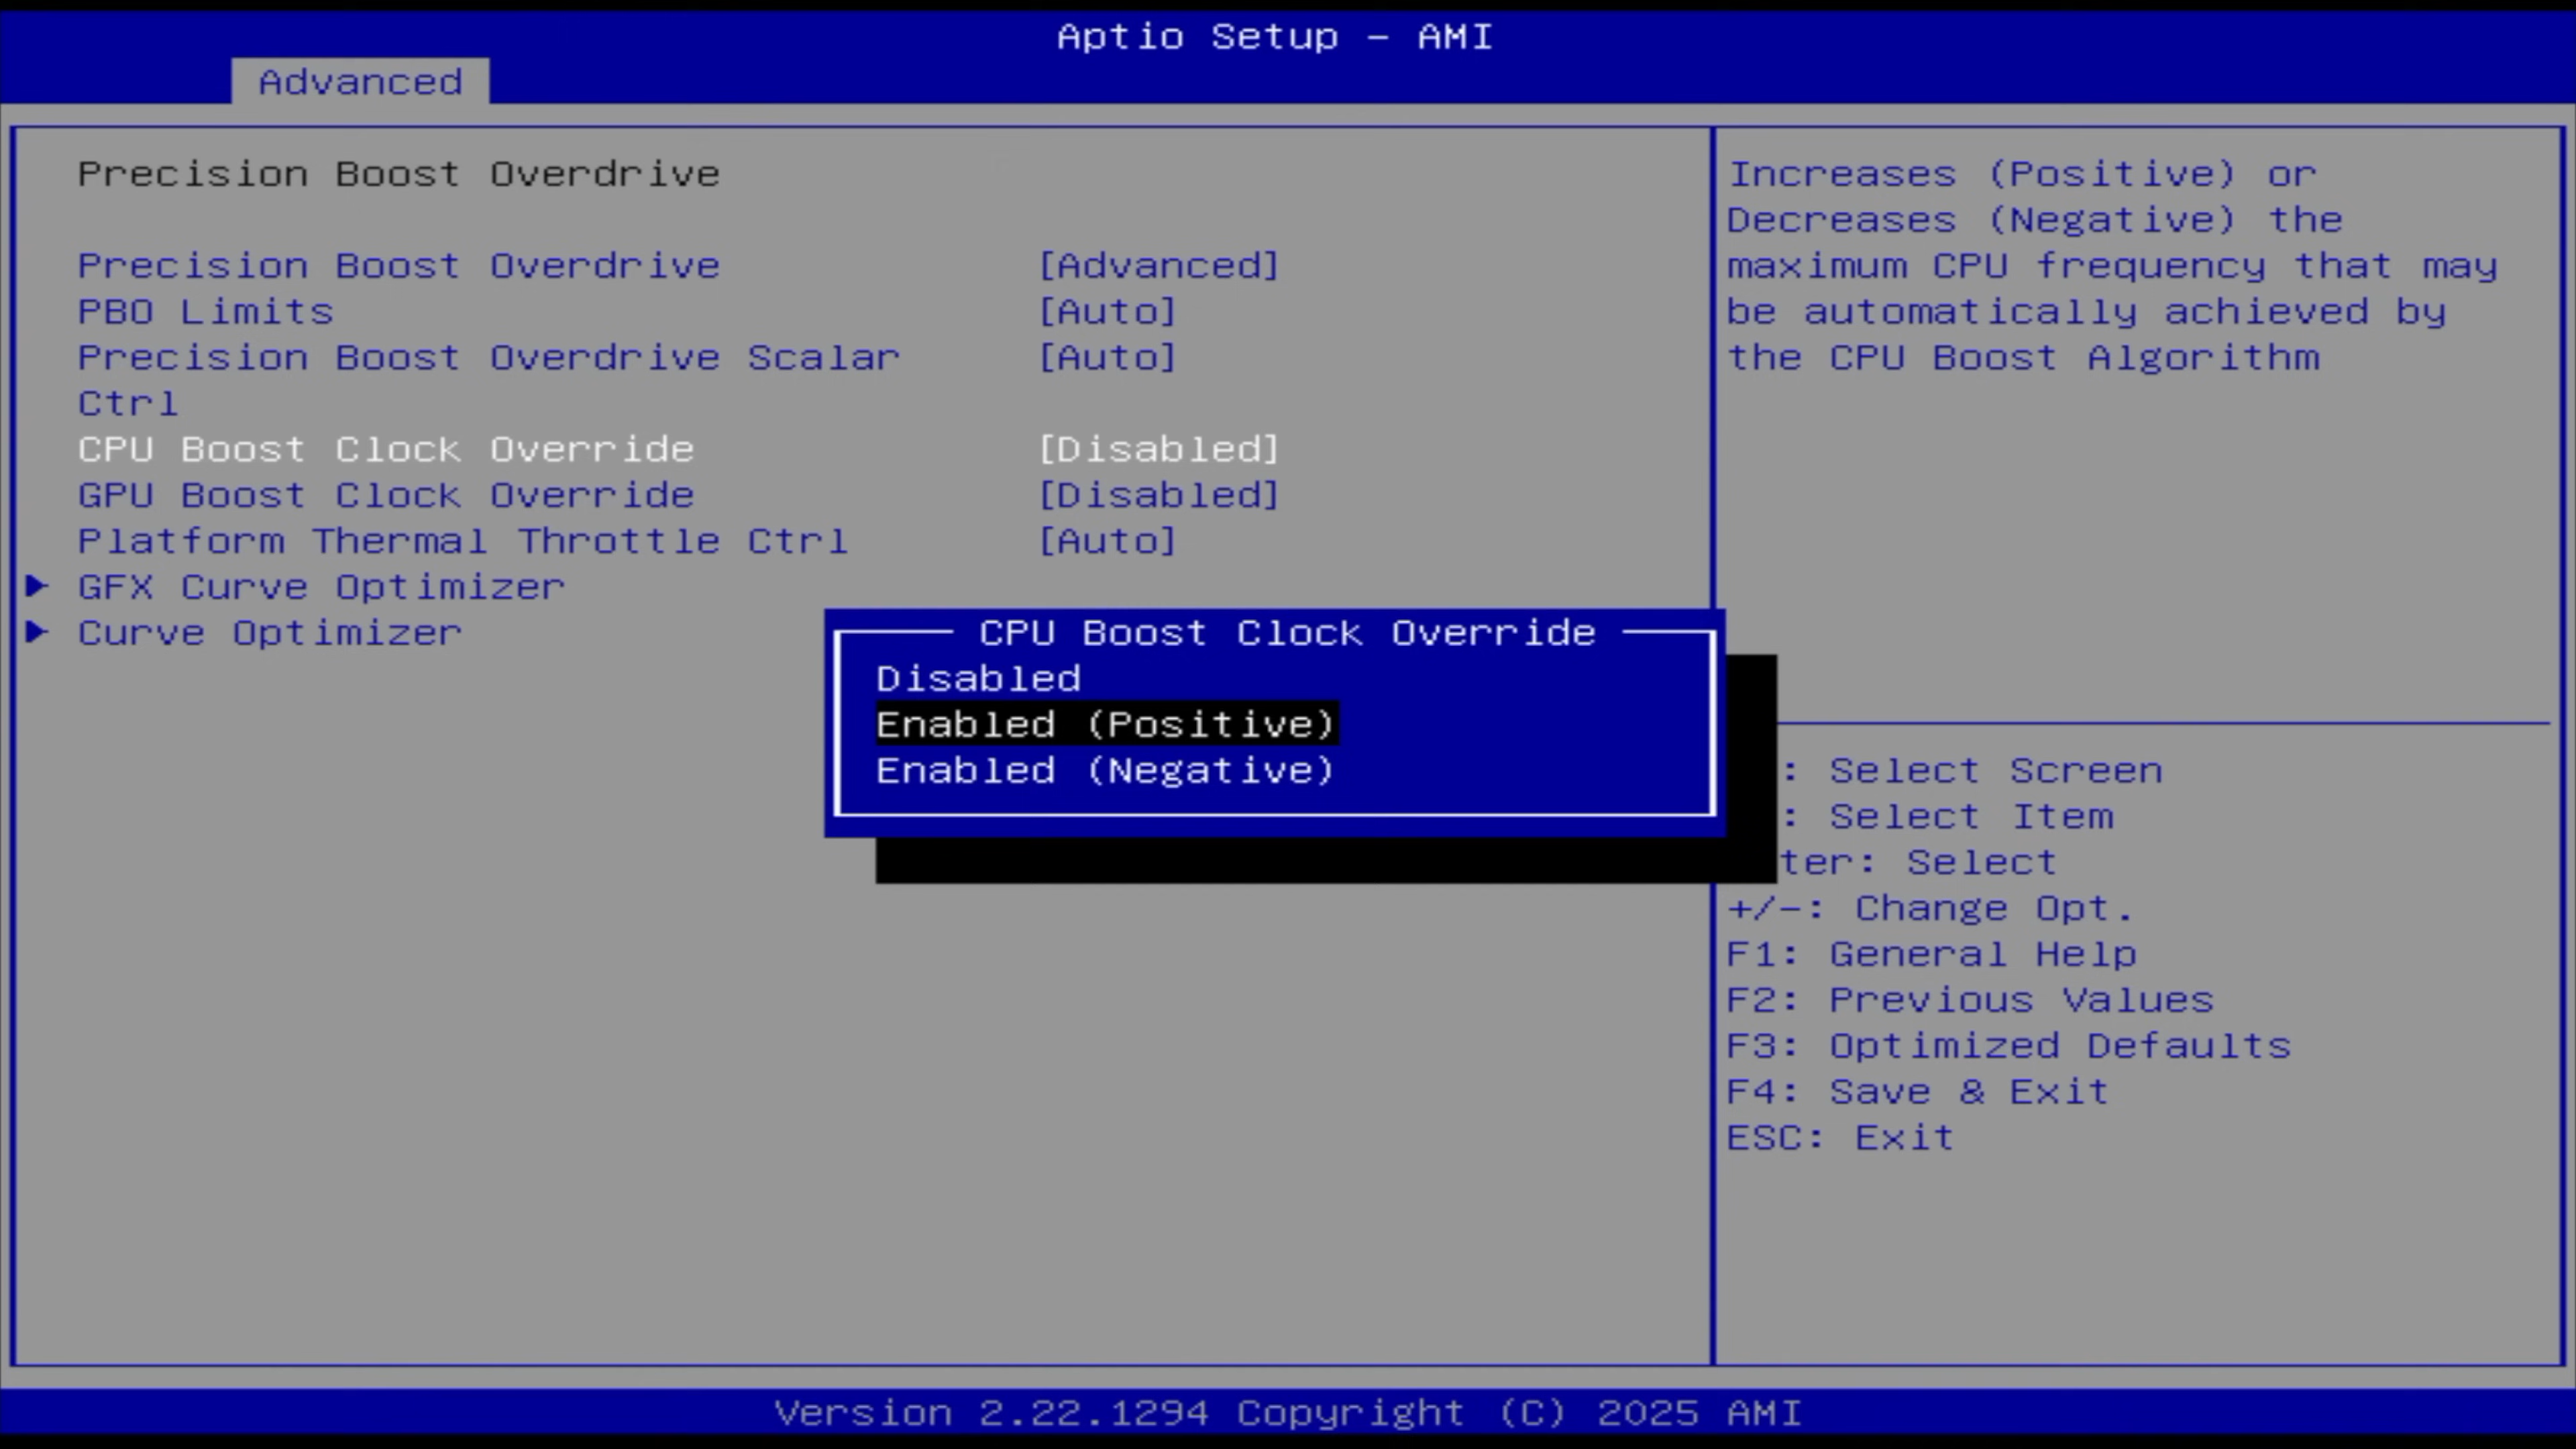 Aptio Setup - AMI
Advanced
Precision Boost Overdrive
Precision Boost Overdrive [Advanced]
PBO Limits [Auto]
Precision Boost Overdrive Scalar [Auto]
Ctrl
CPU Boost Clock Override [Disabled]
GPU Boost Clock Override [Disabled]
Platform Thermal Throttle Ctrl [Auto]
GFX Curve Optimizer
Curve Optimizer
CPU Boost Clock Override
Disabled
Enabled (Positive)
Enabled (Negative)
Increases (Positive) or
Decreases (Negative) the
maximum CPU frequency that may
be automatically achieved by
the CPU Boost Algorithm
: Select Screen
: Select Item
ter: Select
+/-: Change Opt.
F1: General Help
F2: Previous Values
F3: Optimized Defaults
F4: Save & Exit
ESC: Exit
Version 2.22.1294 Copyright (C) 2025 AMI